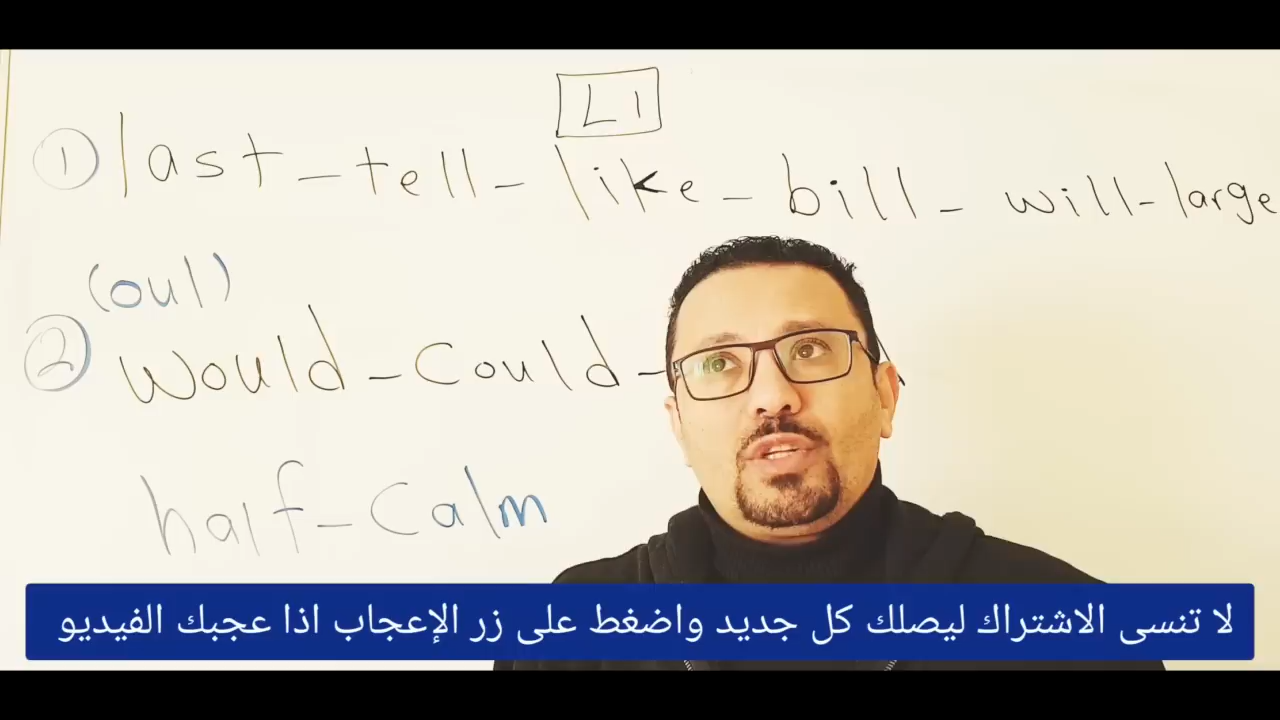 L l
① last - tell - like - bill - will - large
(oul)
② would - could -
half - calm
لا تنسى الاشتراك ليصلك كل جديد واضغط على زر الإعجاب اذا عجبك الفيديو